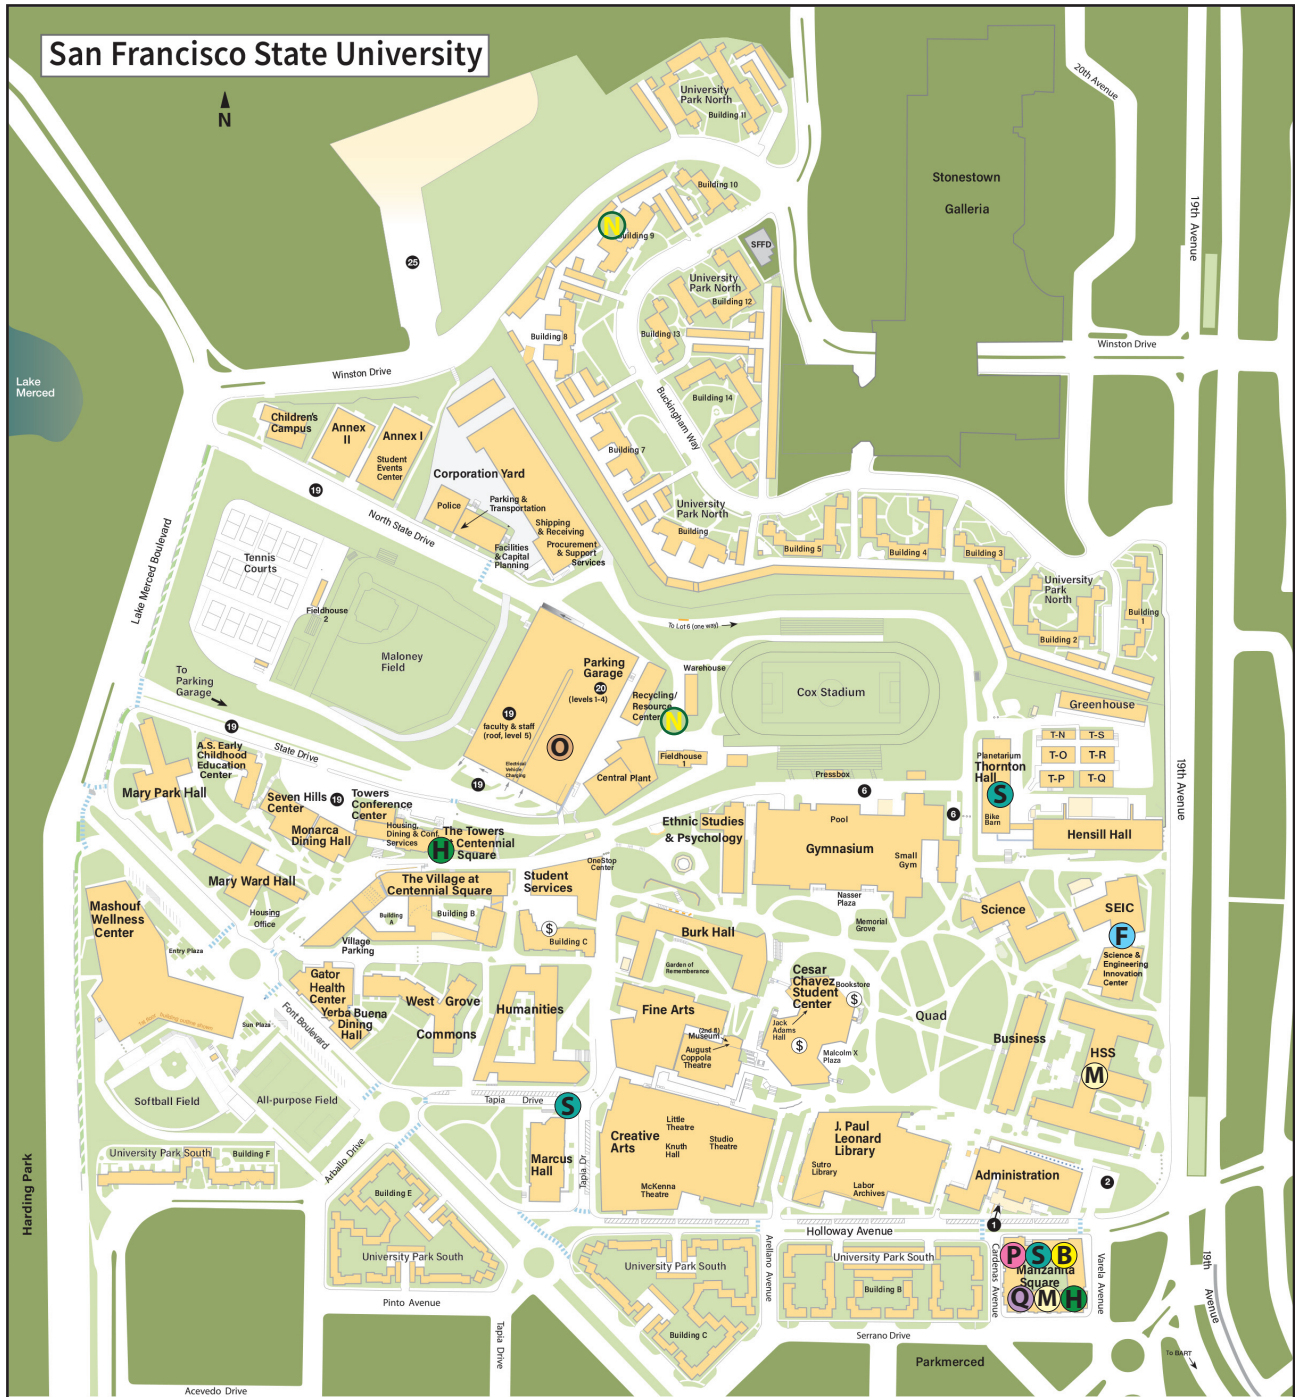 San Francisco State University
N
University
Park North
Building 11
20th Avenue
Stonestown
Galleria
19th Avenue
Building 10
N
Building 9
SFFD
25
University
Park North
Building 12
Building 13
Building 8
Winston Drive
Winston Drive
Lake
Merced
Building 14
Buckingham Way
Children's
Campus
Annex
II
Annex I
Student
Events
Center
Building 7
Corporation Yard
19
Police
Parking &
Transportation
North State Drive
Shipping
& Receiving
Procurement
& Support
Services
Facilities
& Capital
Planning
University
Park North
Building
Building 5
Building 4
Building 3
Lake Merced Boulevard
Tennis
Courts
Fieldhouse
2
University
Park
North
Building
1
Building 2
To Lot 6 (one way)
Maloney
Field
To
Parking
Garage
Parking
Garage
20
(levels 1-4)
Warehouse
Recycling/
Resource
Center
N
Cox Stadium
Greenhouse
19
faculty & staff
(roof, level 5)
O
19
State Drive
Electrical
Vehicle
Charging
Central Plant
Fieldhouse
1
Pressbox
T-N
T-S
T-O
T-R
T-P
T-Q
Planetarium
Thornton
Hall
S
Bike
Barn
Hensill Hall
19th Avenue
A.S. Early
Childhood
Education
Center
Mary Park Hall
Seven Hills
Center
19
Towers
Conference
Center
19
6
6
Monarca
Dining Hall
Housing,
Dining & Conf.
Services
The Towers
Centennial
Square
H
Ethnic Studies
& Psychology
Pool
Gymnasium
Small
Gym
Mary Ward Hall
The Village at
Centennial Square
Student
Services
OneStop
Center
Nasser
Plaza
Memorial
Grove
Science
SEIC
F
Science &
Engineering
Innovation
Center
Mashouf
Wellness
Center
Housing
Office
Building
A
Building B
$
Building C
Village
Parking
Entry Plaza
Burk Hall
Garden of
Rememberance
Cesar
Chavez
Student
Center
Bookstore
$
Jack
Adams
Hall
$
Malcolm X
Plaza
Quad
Gator
Health
Center
Yerba Buena
Dining
Hall
West Grove
Commons
Humanities
Fine Arts
Museum
August
Coppola
Theatre
Business
HSS
M
Sun Plaza
Font Boulevard
Softball Field
All-purpose Field
Tapia Drive
S
Creative
Arts
Little
Theatre
Knuth
Hall
Studio
Theatre
McKenna
Theatre
J. Paul
Leonard
Library
Sutro
Library
Labor
Archives
Administration
2
1
University Park South
Building F
Arballo Drive
Marcus
Hall
Tapia Dr.
Harding Park
Building E
University Park South
Holloway Avenue
University Park South
University Park South
Building B
Arellano Avenue
Cardenas Avenue
P
S
B
Manzanita
Square
Q
M
H
Varela Avenue
19th
Avenue
Pinto Avenue
Building C
Serrano Drive
Tapia Drive
Parkmerced
To BART
Acevedo Drive